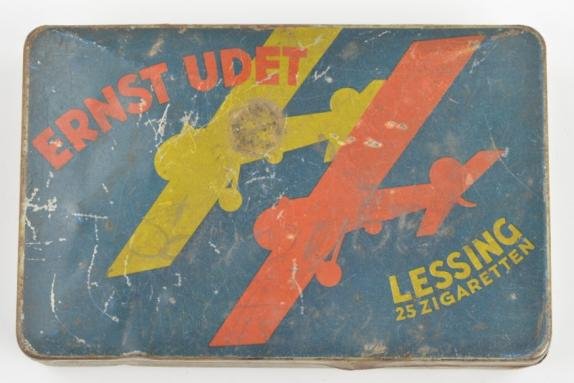 ERNST UDET
LESSING
25 ZIGARETTEN